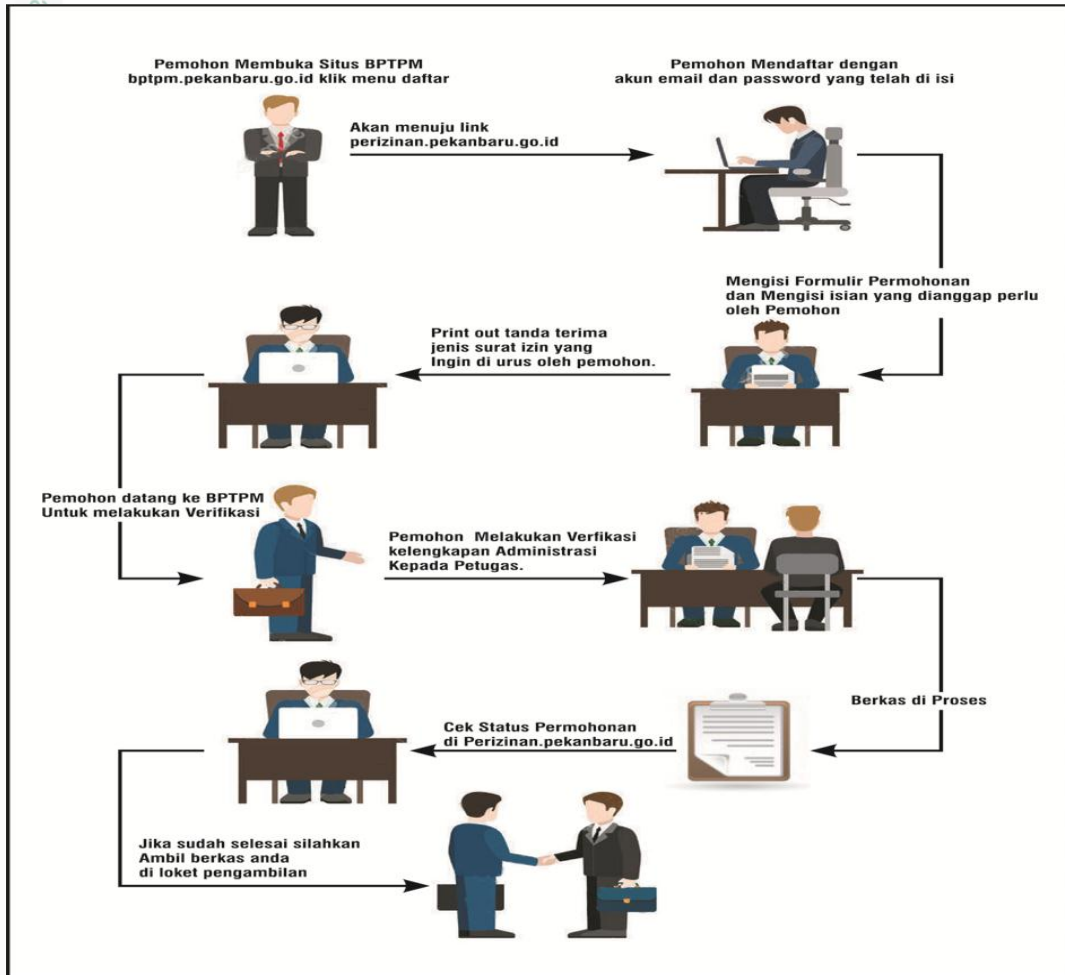 Pemohon Membuka Situs BPTPM
bptpm.pekanbaru.go.id klik menu daftar
Akan menuju link
perizinan.pekanbaru.go.id
Pemohon Mendaftar dengan
akun email dan password yang telah di isi
Mengisi Formulir Permohonan
dan Mengisi isian yang dianggap perlu
oleh Pemohon
Print out tanda terima
jenis surat izin yang
Ingin di urus oleh pemohon.
Pemohon datang ke BPTPM
Untuk melakukan Verifikasi
Pemohon Melakukan Verfikasi
kelengkapan Administrasi
Kepada Petugas.
Berkas di Proses
Cek Status Permohonan
di Perizinan.pekanbaru.go.id
Jika sudah selesai silahkan
Ambil berkas anda
di loket pengambilan